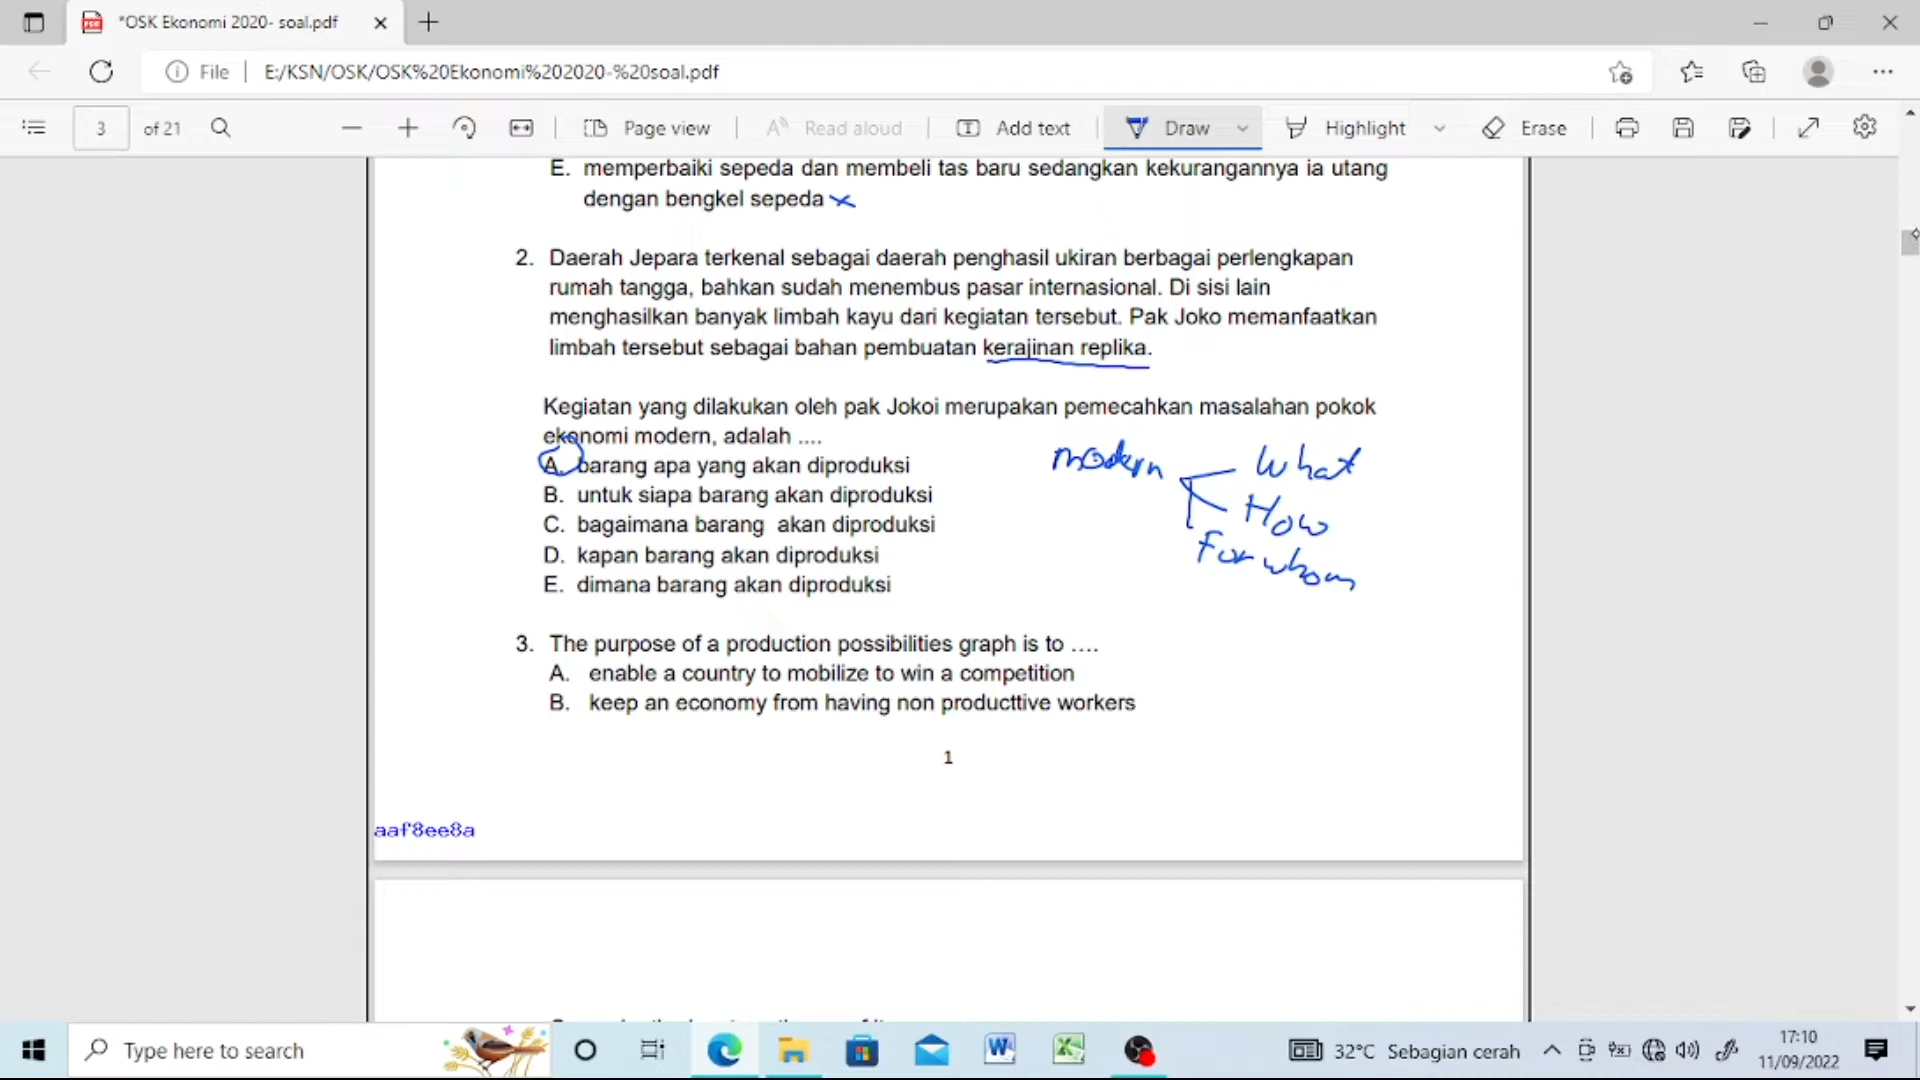 *OSK Ekonomi 2020- soal.pdf
File
E:/KSN/OSK/OSK%20Ekonomi%202020-%20soal.pdf
3 of 21
Page view
Read aloud
Add text
Draw
Highlight
Erase
E. memperbaiki sepeda dan membeli tas baru sedangkan kekurangannya ia utang
dengan bengkel sepeda
2. Daerah Jepara terkenal sebagai daerah penghasil ukiran berbagai perlengkapan
rumah tangga, bahkan sudah menembus pasar internasional. Di sisi lain
menghasilkan banyak limbah kayu dari kegiatan tersebut. Pak Joko memanfaatkan
limbah tersebut sebagai bahan pembuatan kerajinan replika.
Kegiatan yang dilakukan oleh pak Jokoi merupakan pemecahkan masalahan pokok
ekonomi modern, adalah ....
A. barang apa yang akan diproduksi
B. untuk siapa barang akan diproduksi
C. bagaimana barang akan diproduksi
D. kapan barang akan diproduksi
E. dimana barang akan diproduksi
modern
What
How
For whom
3. The purpose of a production possibilities graph is to ....
A. enable a country to mobilize to win a competition
B. keep an economy from having non producttive workers
1
aaf8ee8a
Type here to search
32°C Sebagian cerah
17:10
11/09/2022